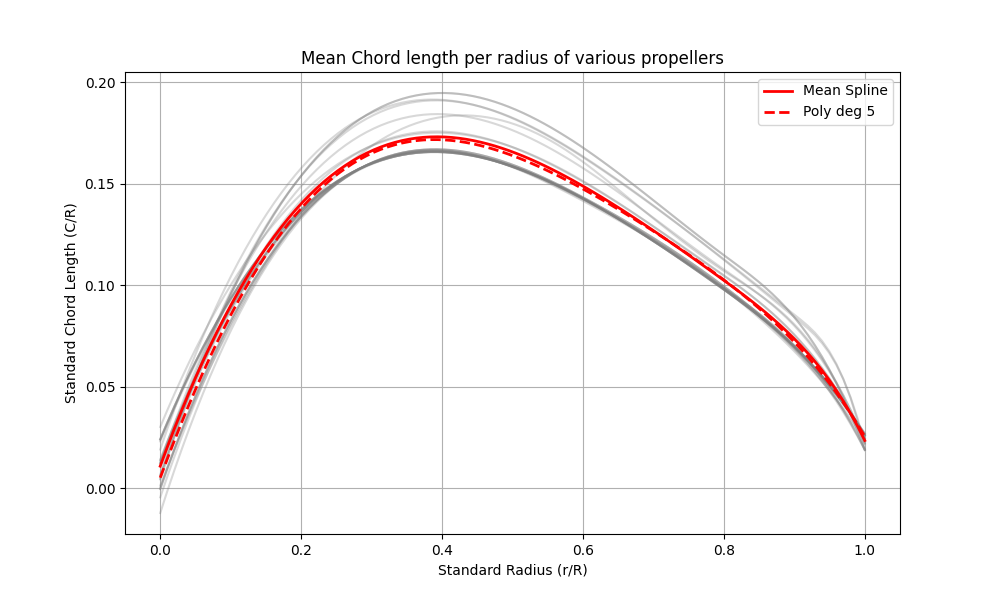 Mean Chord length per radius of various propellers
Mean Spline
Poly deg 5
Standard Chord Length (C/R)
0.20
0.15
0.10
0.05
0.00
0.0 0.2 0.4 0.6 0.8 1.0
Standard Radius (r/R)